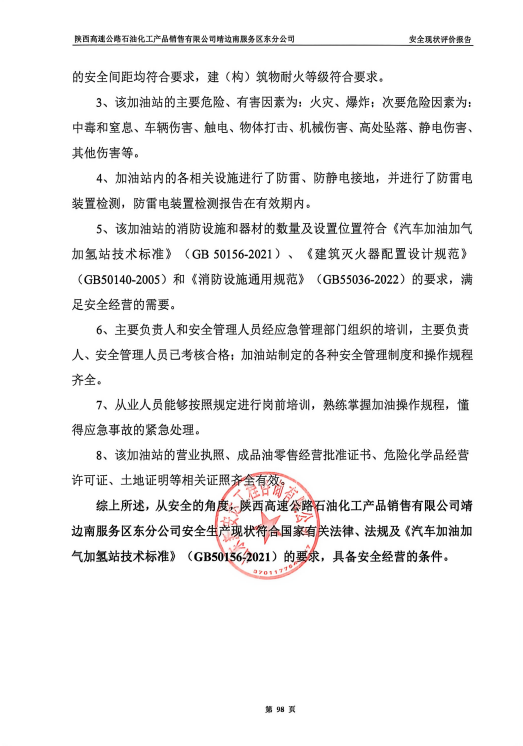 陕西高速公路石油化工产品销售有限公司靖边南服务区东分公司 安全现状评价报告
的安全间距均符合要求，建（构）筑物耐火等级符合要求。
3、该加油站的主要危险、有害因素为：火灾、爆炸；次要危险因素为：
中毒和窒息、车辆伤害、触电、物体打击、机械伤害、高处坠落、静电伤害、
其他伤害等。
4、加油站内的各相关设施进行了防雷、防静电接地，并进行了防雷电
装置检测，防雷电装置检测报告在有效期内。
5、该加油站的消防设施和器材的数量及设置位置符合《汽车加油加气
加氢站技术标准》（GB 50156-2021）、《建筑灭火器配置设计规范》
（GB50140-2005）和《消防设施通用规范》（GB55036-2022）的要求，满
足安全经营的需要。
6、主要负责人和安全管理人员经应急管理部门组织的培训，主要负责
人、安全管理人员已考核合格；加油站制定的各种安全管理制度和操作规程
齐全。
7、从业人员能够按照规定进行岗前培训，熟练掌握加油操作规程，懂
得应急事故的紧急处理。
8、该加油站的营业执照、成品油零售经营批准证书、危险化学品经营
许可证、土地证明等相关证照齐全有效。
综上所述，从安全的角度，陕西高速公路石油化工产品销售有限公司靖
边南服务区东分公司安全生产现状符合国家有关法律、法规及《汽车加油加
气加氢站技术标准》（GB50156-2021）的要求，具备安全经营的条件。
第 98 页